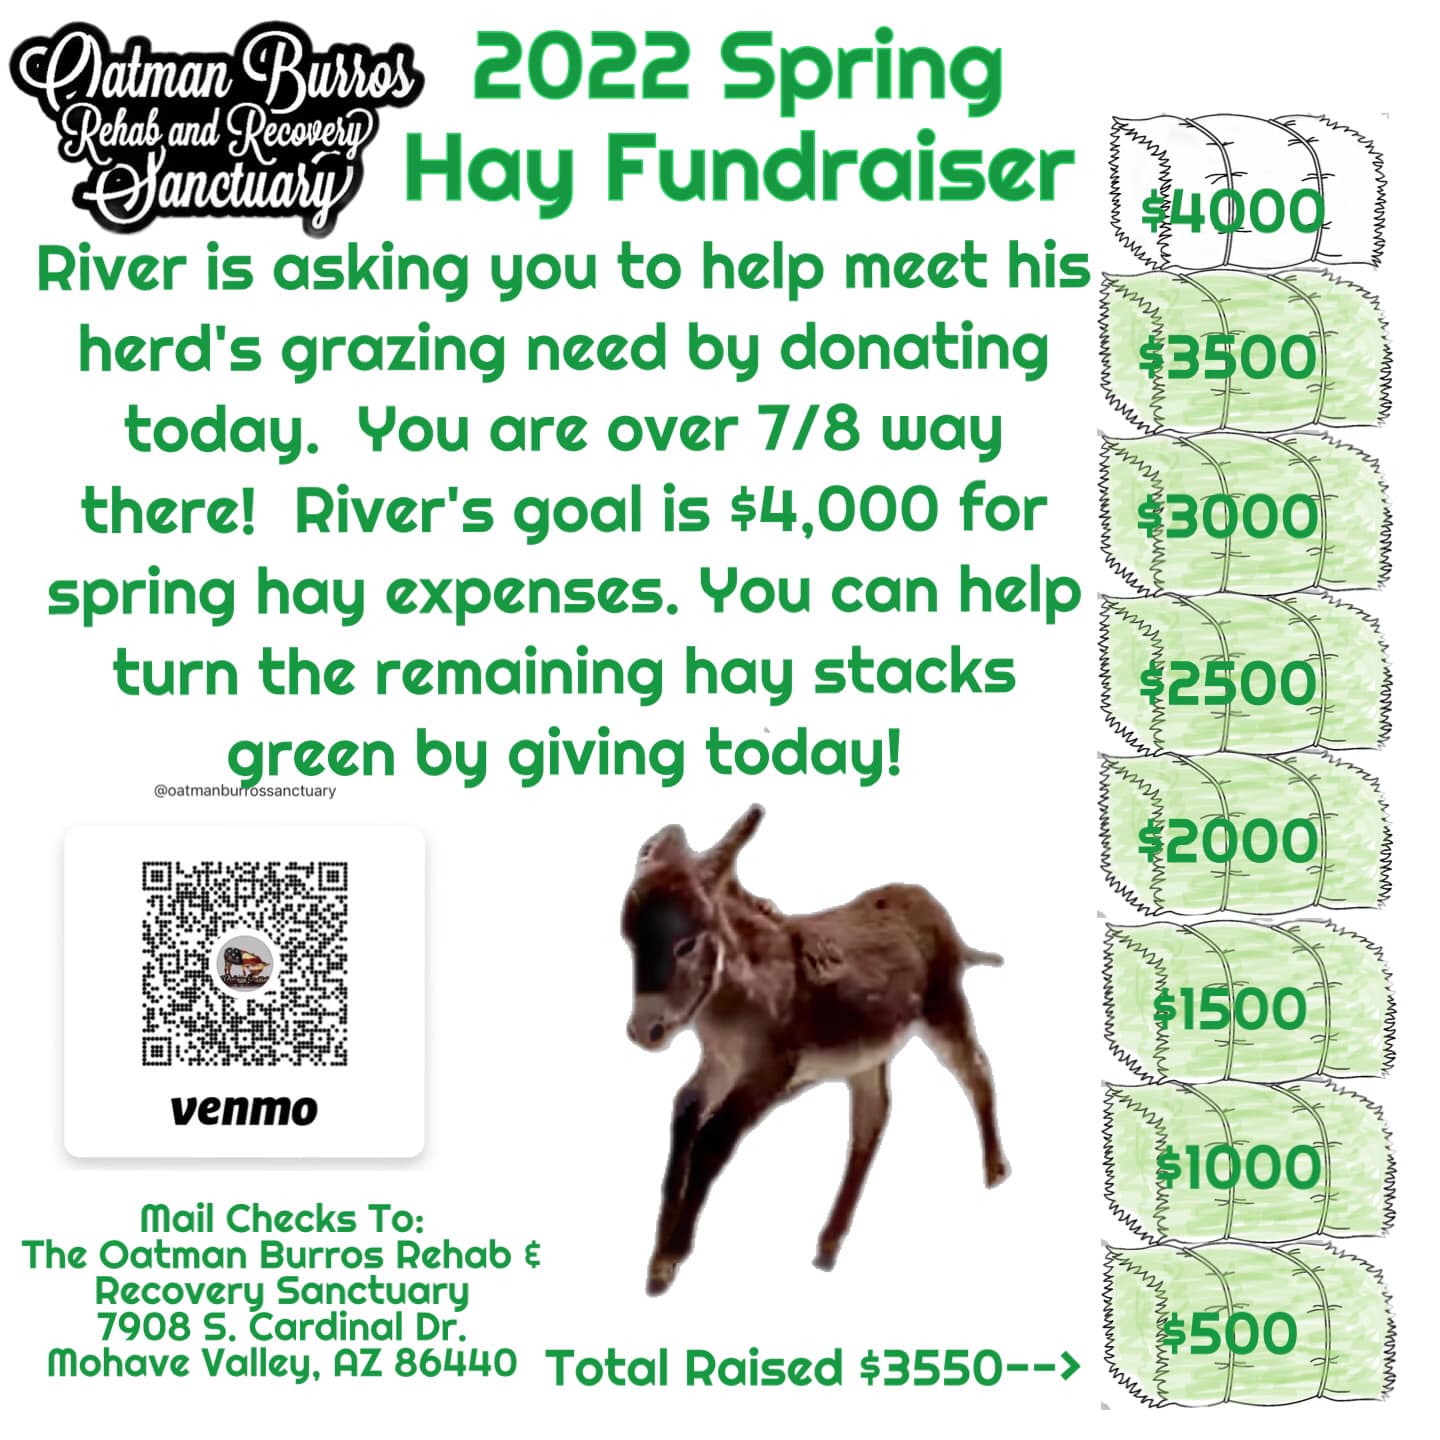 Oatman Burros
Rehab and Recovery
Sanctuary
2022 Spring
Hay Fundraiser
River is asking you to help meet his
herd's grazing need by donating
today.  You are over 7/8 way
there!  River's goal is $4,000 for
spring hay expenses. You can help
turn the remaining hay stacks
green by giving today!
@oatmanburrossanctuary
venmo
Mail Checks To:
The Oatman Burros Rehab &
Recovery Sanctuary
7908 S. Cardinal Dr.
Mohave Valley, AZ 86440
Total Raised $3550-->
$4000
$3500
$3000
$2500
$2000
$1500
$1000
$500